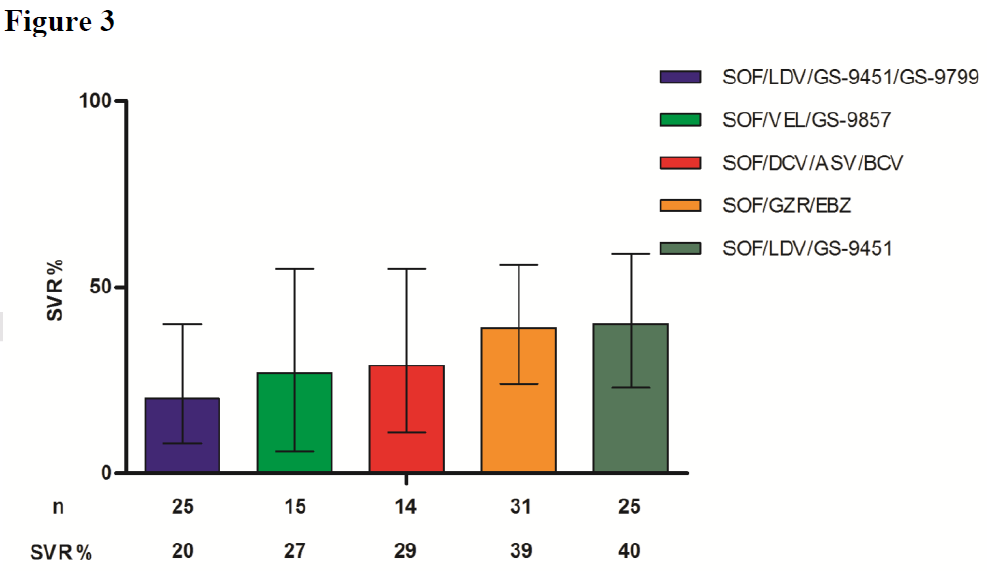 Figure 3
SOF/LDV/GS-9451/GS-9799
SOF/VEL/GS-9857
SOF/DCV/ASV/BCV
SOF/GZR/EBZ
SOF/LDV/GS-9451
100
50
0
SVR%
n 25 15 14 31 25
SVR% 20 27 29 39 40